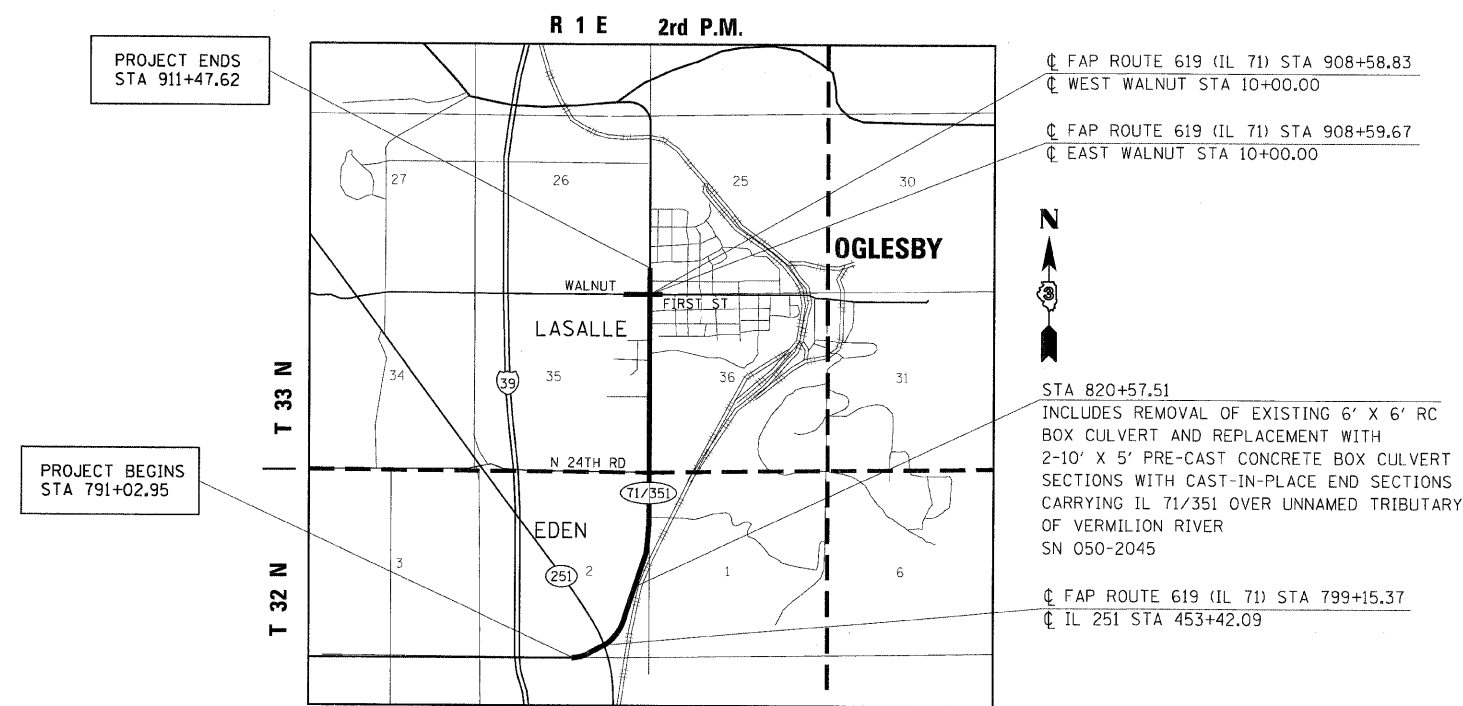 R 1 E 2rd P.M.
PROJECT ENDS
STA 911+47.62
℄ FAP ROUTE 619 (IL 71) STA 908+58.83
℄ WEST WALNUT STA 10+00.00
℄ FAP ROUTE 619 (IL 71) STA 908+59.67
℄ EAST WALNUT STA 10+00.00
27
26
25
30
N
3
OGLESBY
WALNUT
FIRST ST
LASALLE
T 33 N
34
39
35
36
31
STA 820+57.51
INCLUDES REMOVAL OF EXISTING 6' X 6' RC
BOX CULVERT AND REPLACEMENT WITH
2-10' X 5' PRE-CAST CONCRETE BOX CULVERT
SECTIONS WITH CAST-IN-PLACE END SECTIONS
CARRYING IL 71/351 OVER UNNAMED TRIBUTARY
OF VERMILION RIVER
SN 050-2045
N 24TH RD
PROJECT BEGINS
STA 791+02.95
71/351
EDEN
T 32 N
3
251
2
1
6
℄ FAP ROUTE 619 (IL 71) STA 799+15.37
℄ IL 251 STA 453+42.09